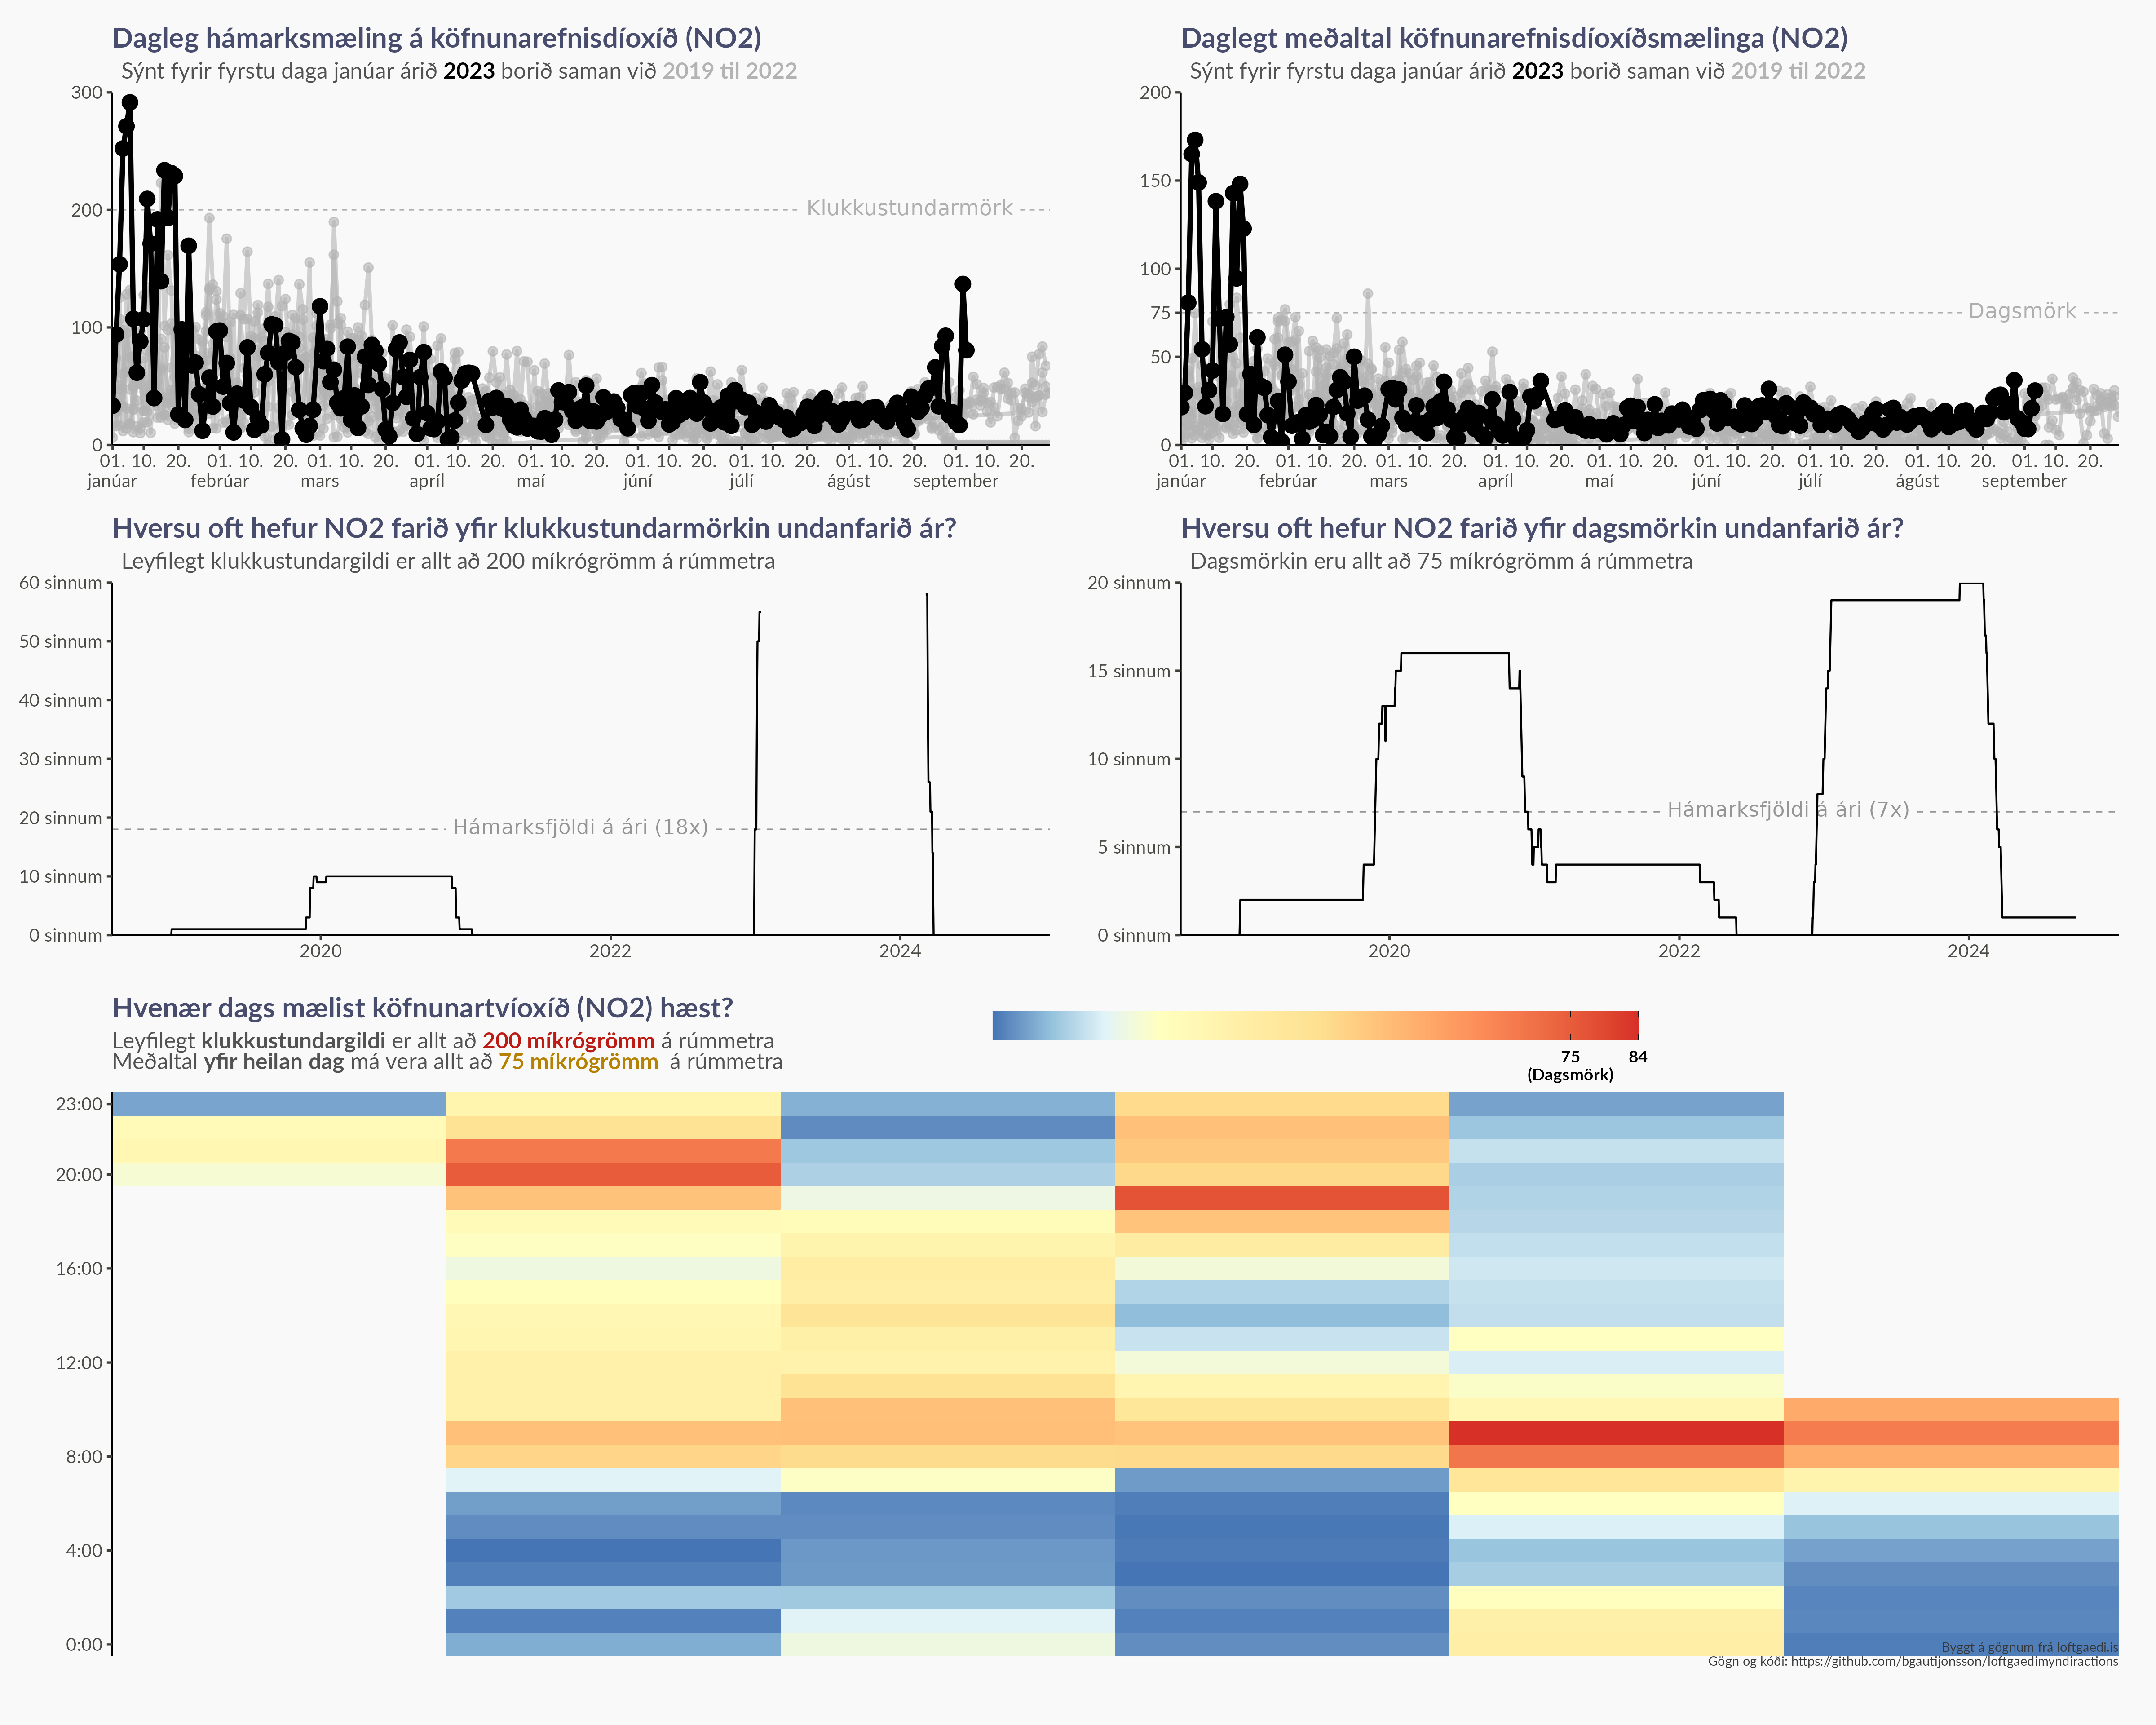 Dagleg hámarksmæling á köfnunarefnisdíoxíð (NO2)
Sýnt fyrir fyrstu daga janúar árið 2023 borið saman við 2019 til 2022
300
200
100
0
Klukkustundarmörk
01. 10. 20. 01. 10. 20. 01. 10. 20. 01. 10. 20. 01. 10. 20. 01. 10. 20. 01. 10. 20. 01. 10. 20. 01. 10. 20.
janúar febrúar mars apríl maí júní júlí ágúst september
Daglegt meðaltal köfnunarefnisdíoxíðsmælinga (NO2)
Sýnt fyrir fyrstu daga janúar árið 2023 borið saman við 2019 til 2022
200
150
100
75
50
0
Dagsmörk
01. 10. 20. 01. 10. 20. 01. 10. 20. 01. 10. 20. 01. 10. 20. 01. 10. 20. 01. 10. 20. 01. 10. 20. 01. 10. 20.
janúar febrúar mars apríl maí júní júlí ágúst september
Hversu oft hefur NO2 farið yfir klukkustundarmörkin undanfarið ár?
Leyfilegt klukkustundargildi er allt að 200 míkrógrömm á rúmmetra
60 sinnum
50 sinnum
40 sinnum
30 sinnum
20 sinnum
10 sinnum
0 sinnum
Hámarksfjöldi á ári (18x)
2020 2022 2024
Hversu oft hefur NO2 farið yfir dagsmörkin undanfarið ár?
Dagsmörkin eru allt að 75 míkrógrömm á rúmmetra
20 sinnum
15 sinnum
10 sinnum
5 sinnum
0 sinnum
Hámarksfjöldi á ári (7x)
2020 2022 2024
Hvenær dags mælist köfnunartvíoxíð (NO2) hæst?
Leyfilegt klukkustundargildi er allt að 200 míkrógrömm á rúmmetra
Meðaltal yfir heilan dag má vera allt að 75 míkrógrömm á rúmmetra
75 84
(Dagsmörk)
23:00
20:00
16:00
12:00
8:00
4:00
0:00
Byggt á gögnum frá loftgaedi.is
Gögn og kóði: https://github.com/bgautijonsson/loftgaedimyndiractions